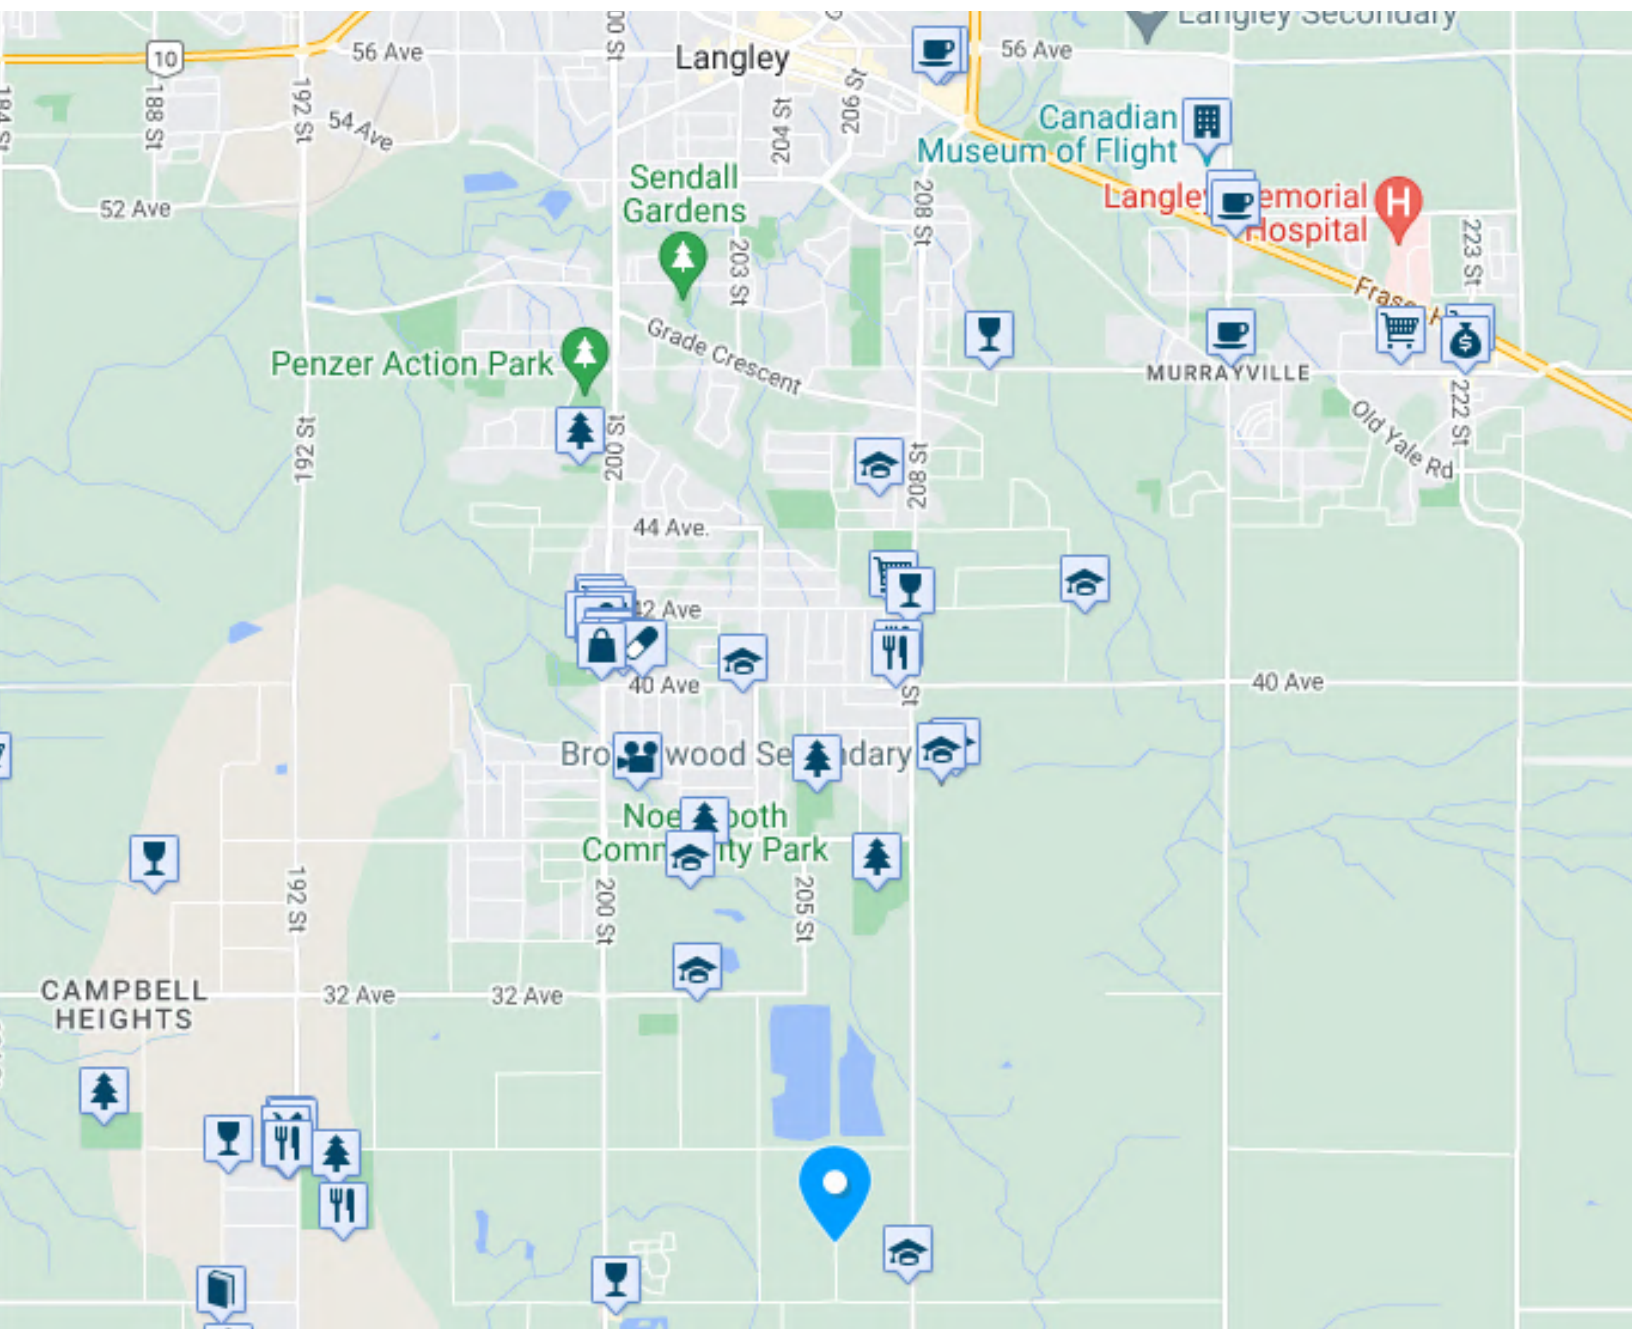 Langley Secondary
10
56 Ave
Langley
56 Ave
188 St
192 St
54 Ave
204 St
206 St
Canadian
Museum of Flight
Sendall
Gardens
52 Ave
208 St
Hospital
H
223 St
203 St
Grade Crescent
Penzer Action Park
MURRAYVILLE
222 St
Old Yale Rd
192 St
200 St
208 St
44 Ave.
42 Ave
40 Ave
St
40 Ave
Community Park
192 St
200 St
205 St
CAMPBELL
HEIGHTS
32 Ave
32 Ave